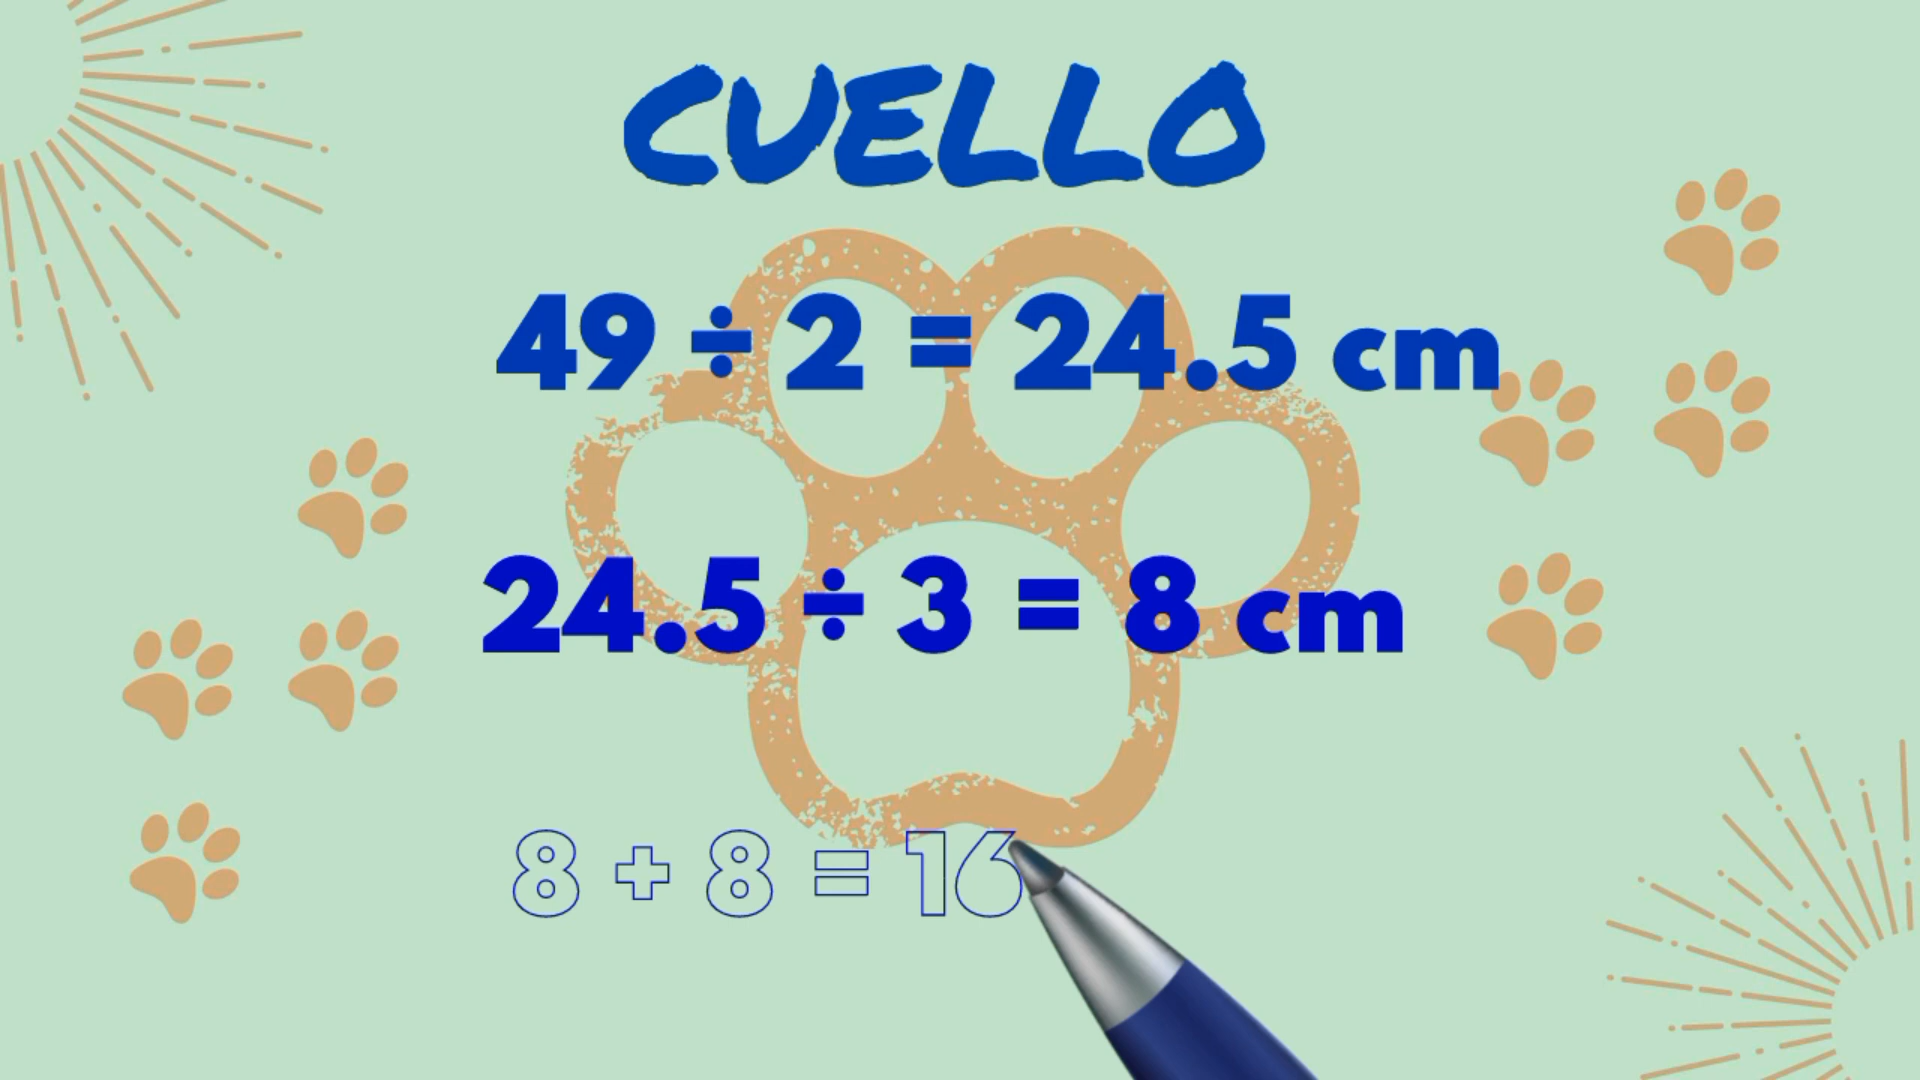 CUELLO
49 ÷ 2 = 24.5 cm
24.5 ÷ 3 = 8 cm
8 + 8 = 16